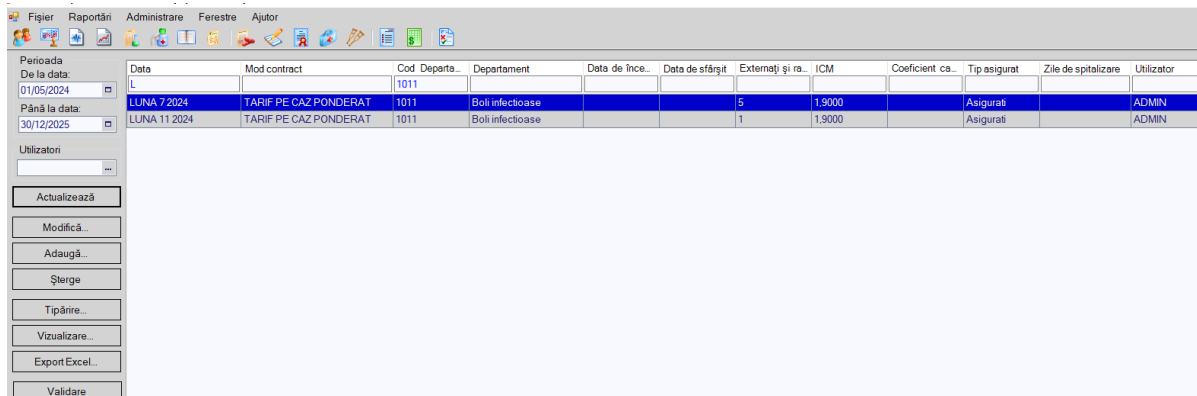 Fișier Raportări Administrare Ferestre Ajutor
Perioada
De la data:
01/05/2024
Până la data:
30/12/2025
Utilizatori
...
Actualizează
Modifică...
Adaugă...
Șterge
Tipărire...
Vizualizare...
Export Excel...
Validare
Data Mod contract Cod Departa... Departament Data de înce... Data de sfârșit Externați și ra... ICM Coeficient ca... Tip asigurat Zile de spitalizare Utilizator
L 1011
LUNA 7 2024 TARIF PE CAZ PONDERAT 1011 Boli infectioase 5 1,9000 Asigurati ADMIN
LUNA 11 2024 TARIF PE CAZ PONDERAT 1011 Boli infectioase 1 1,9000 Asigurati ADMIN